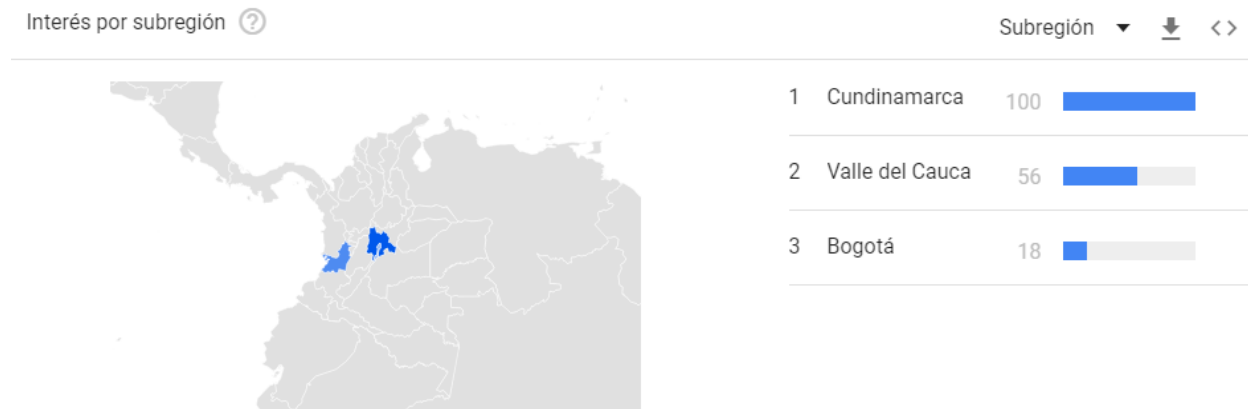 Interés por subregión ?
Subregión
1 Cundinamarca 100
2 Valle del Cauca 56
3 Bogotá 18